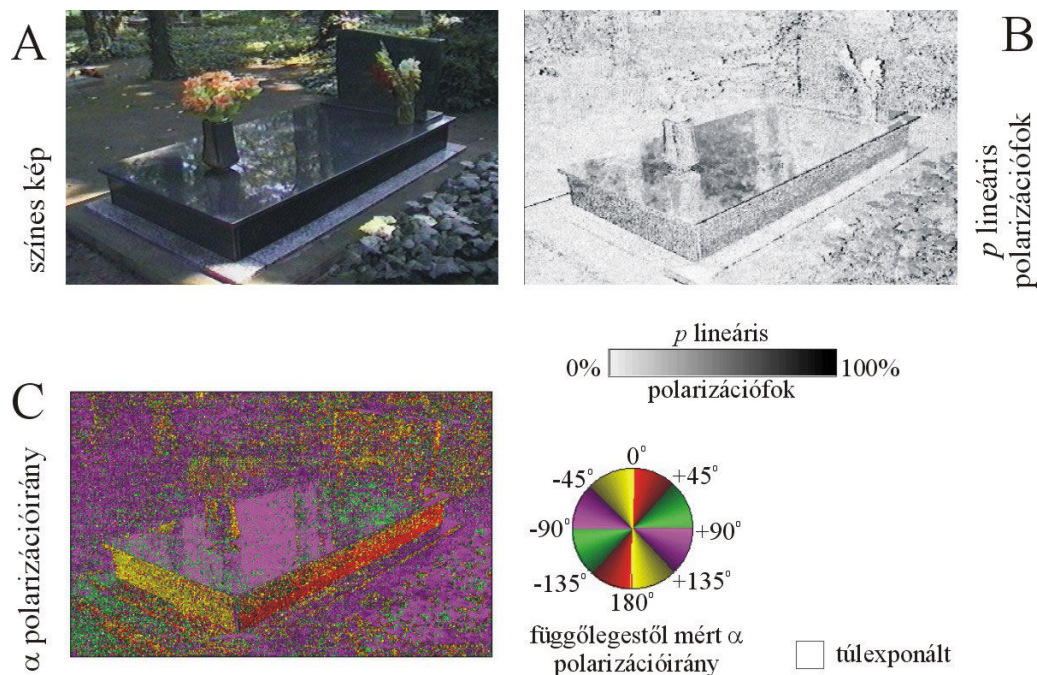 A
színes kép
B
p lineáris
polarizációfok
p lineáris
0%
100%
polarizációfok
C
α polarizációirány
0°
-45°
+45°
-90°
+90°
-135°
+135°
180°
függőlegestől mért α
polarizációirány
túlexponált